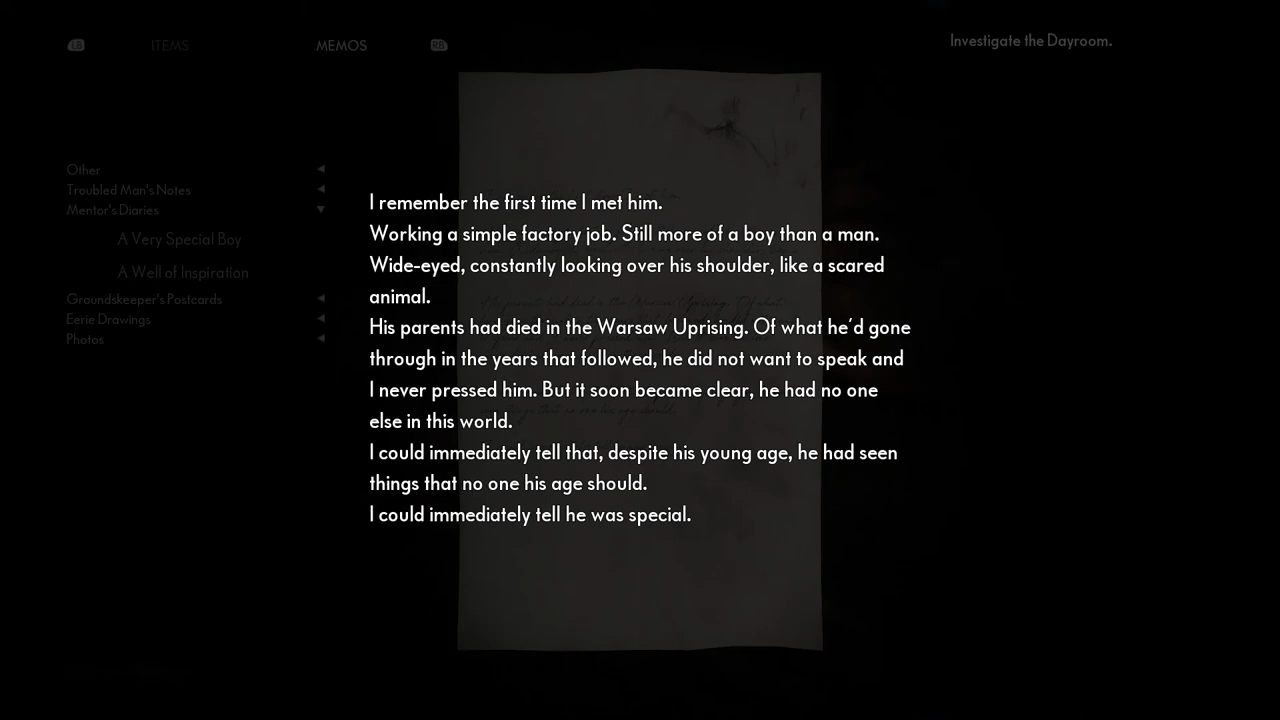 LB
ITEMS
MEMOS
RB
Investigate the Dayroom.
Other
Troubled Man's Notes
Mentor's Diaries
A Very Special Boy
A Well of Inspiration
Groundskeeper's Postcards
Eerie Drawings
Photos
I remember the first time I met him.
Working a simple factory job. Still more of a boy than a man.
Wide-eyed, constantly looking over his shoulder, like a scared
animal.
His parents had died in the Warsaw Uprising. Of what he'd gone
through in the years that followed, he did not want to speak and
I never pressed him. But it soon became clear, he had no one
else in this world.
I could immediately tell that, despite his young age, he had seen
things that no one his age should.
I could immediately tell he was special.